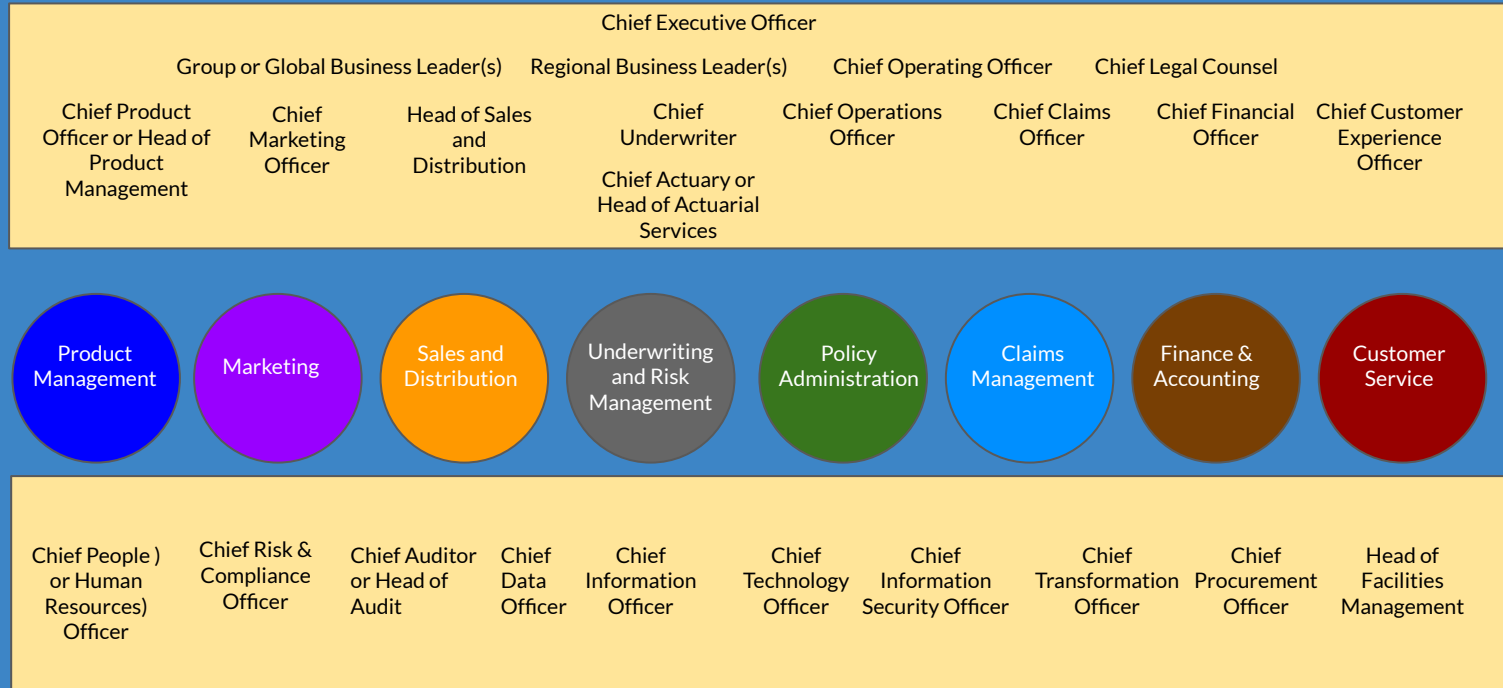 Chief Executive Officer
Group or Global Business Leader(s)
Regional Business Leader(s)
Chief Operating Officer
Chief Legal Counsel
Chief Product
Officer or Head of
Product
Management
Chief
Marketing
Officer
Head of Sales
and
Distribution
Chief
Underwriter
Chief Actuary or
Head of Actuarial
Services
Chief Operations
Officer
Chief Claims
Officer
Chief Financial
Officer
Chief Customer
Experience
Officer
Product
Management
Marketing
Sales and
Distribution
Underwriting
and Risk
Management
Policy
Administration
Claims
Management
Finance &
Accounting
Customer
Service
Chief People )
or Human
Resources)
Officer
Chief Risk &
Compliance
Officer
Chief Auditor
or Head of
Audit
Chief
Data
Officer
Chief
Information
Officer
Chief
Technology
Officer
Chief
Information
Security Officer
Chief
Transformation
Officer
Chief
Procurement
Officer
Head of
Facilities
Management